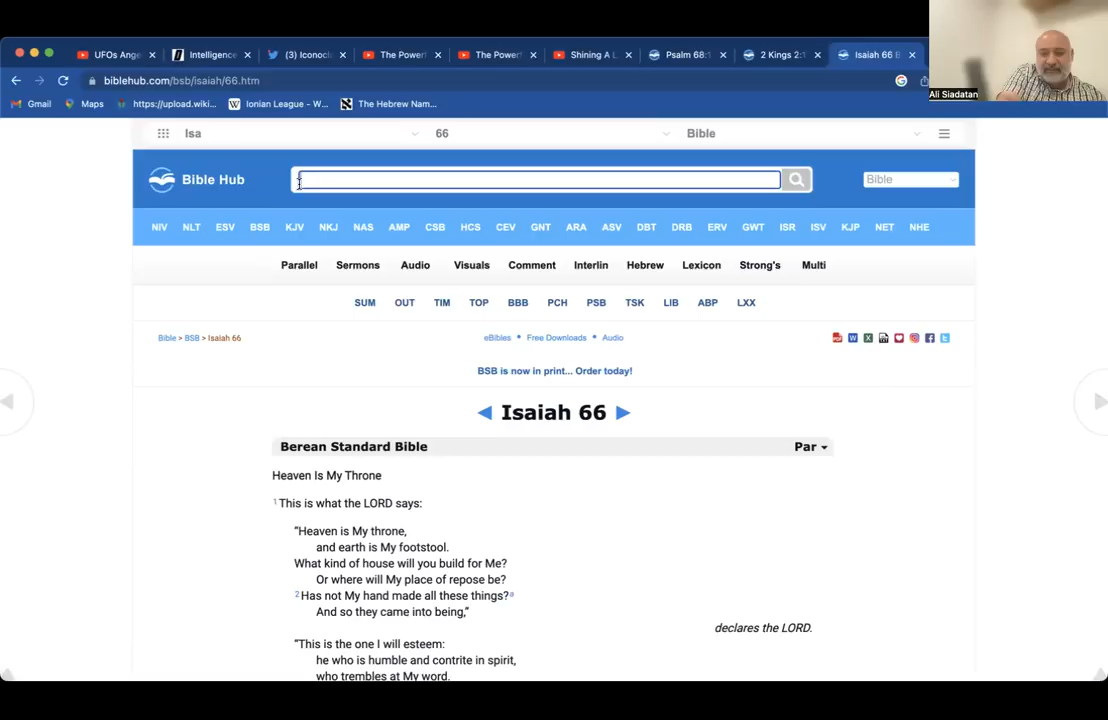 UFOs Ange
Intelligence
(3) Iconocla
The Powerf
The Powerf
Shining A L
Psalm 68:1
2 Kings 2:1
Isaiah 66 B
biblehub.com/bsb/isaiah/66.htm
Gmail
Maps
https://upload.wiki...
Ionian League - W...
The Hebrew Nam...
Ali Siadatan
Isa
66
Bible
Bible Hub
Bible
NIV NLT ESV BSB KJV NKJ NAS AMP CSB HCS CEV GNT ARA ASV DBT DRB ERV GWT ISR ISV KJP NET NHE
Parallel Sermons Audio Visuals Comment Interlin Hebrew Lexicon Strong's Multi
SUM OUT TIM TOP BBB PCH PSB TSK LIB ABP LXX
Bible > BSB > Isaiah 66
eBibles • Free Downloads • Audio
BSB is now in print... Order today!
◄ Isaiah 66 ►
Berean Standard Bible
Par
Heaven Is My Throne
1 This is what the LORD says:
“Heaven is My throne,
and earth is My footstool.
What kind of house will you build for Me?
Or where will My place of repose be?
2 Has not My hand made all these things? a
And so they came into being,”
declares the LORD.
“This is the one I will esteem:
he who is humble and contrite in spirit,
who trembles at My word.